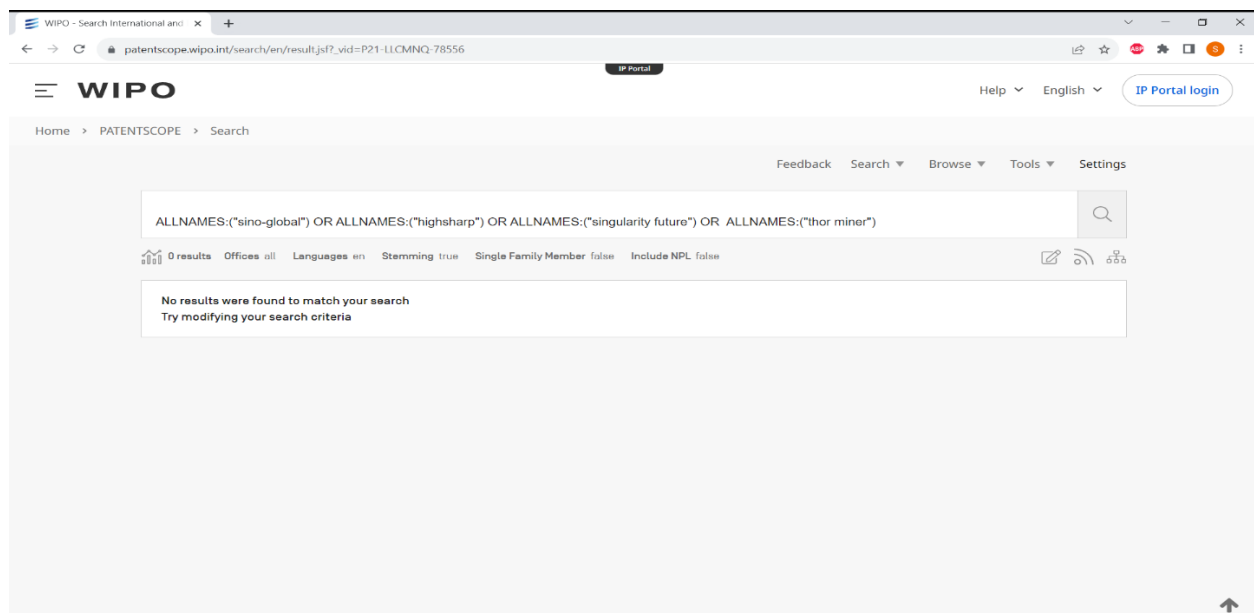 WIPO - Search International and
patentscope.wipo.int/search/en/result.jsf?_vid=P21-LLCMNQ-78556
ABP
S
IP Portal
WIPO
Help
English
IP Portal login
Home > PATENTSCOPE > Search
Feedback Search Browse Tools Settings
ALLNAMES:("sino-global") OR ALLNAMES:("highsharp") OR ALLNAMES:("singularity future") OR ALLNAMES:("thor miner")
0 results Offices all Languages en Stemming true Single Family Member false Include NPL false
No results were found to match your search
Try modifying your search criteria